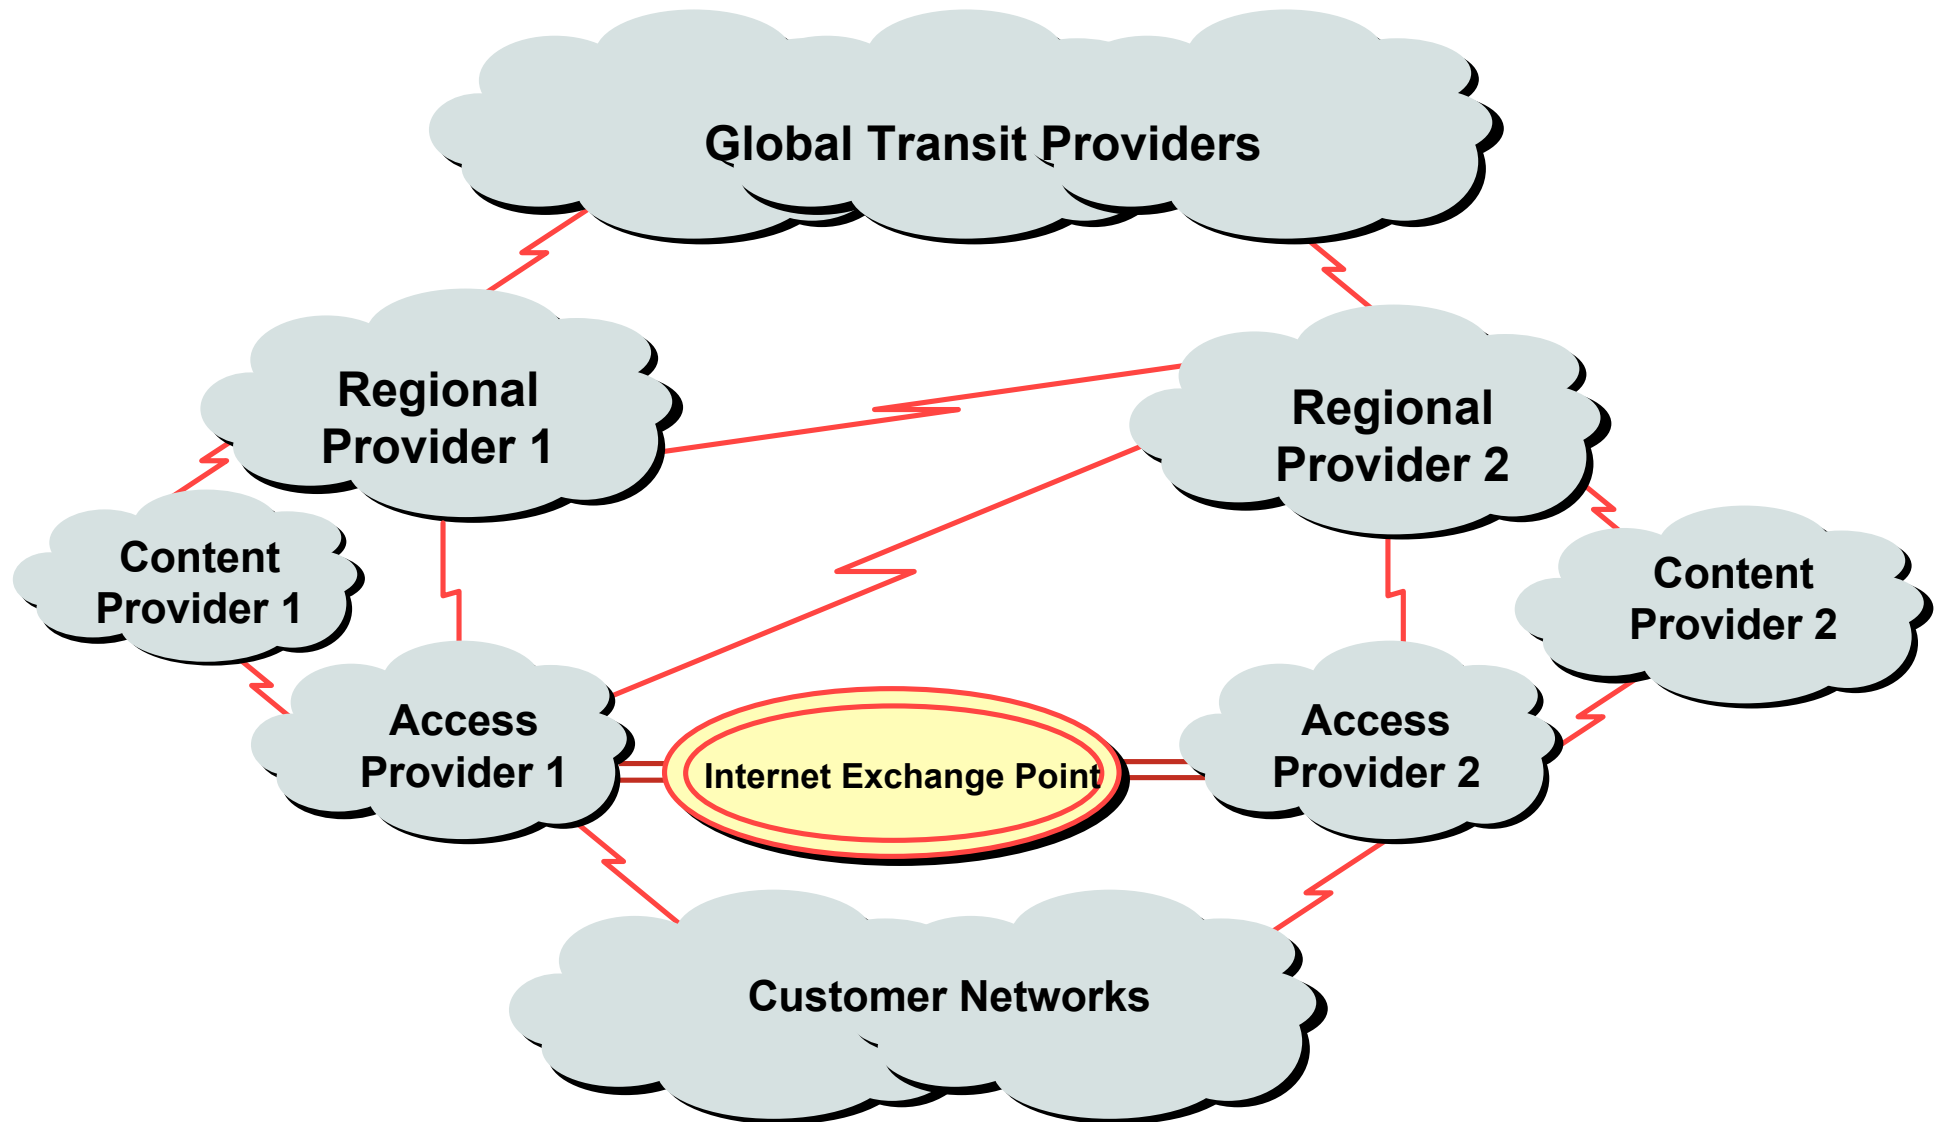 Global Transit Providers
Regional
Provider 1
Regional
Provider 2
Content
Provider 1
Content
Provider 2
Access
Provider 1
Internet Exchange Point
Access
Provider 2
Customer Networks